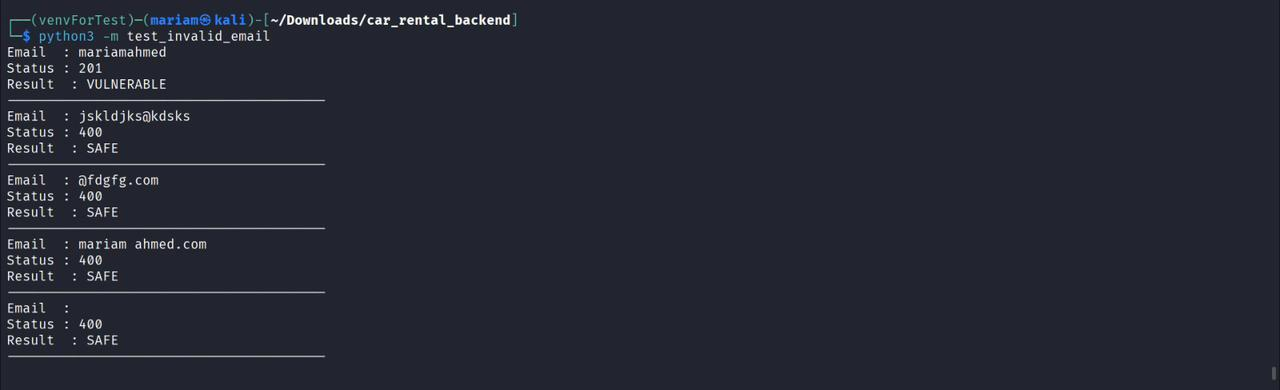 ┌──(venvForTest)─(mariam㉿kali)-[~/Downloads/car_rental_backend]
└─$ python3 -m test_invalid_email
Email  : mariamahmed
Status : 201
Result  : VULNERABLE
────────────────────────────────────────
Email  : jskldjks@kdsks
Status : 400
Result  : SAFE
────────────────────────────────────────
Email  : @fdgfg.com
Status : 400
Result  : SAFE
────────────────────────────────────────
Email  : mariam ahmed.com
Status : 400
Result  : SAFE
────────────────────────────────────────
Email  :
Status : 400
Result  : SAFE
────────────────────────────────────────